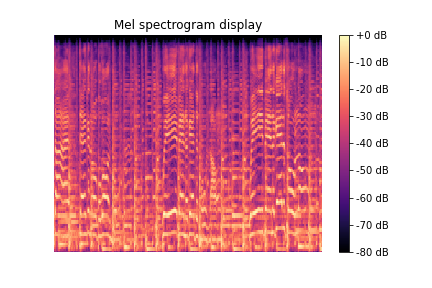 Mel spectrogram display
+0 dB
-10 dB
-20 dB
-30 dB
-40 dB
-50 dB
-60 dB
-70 dB
-80 dB